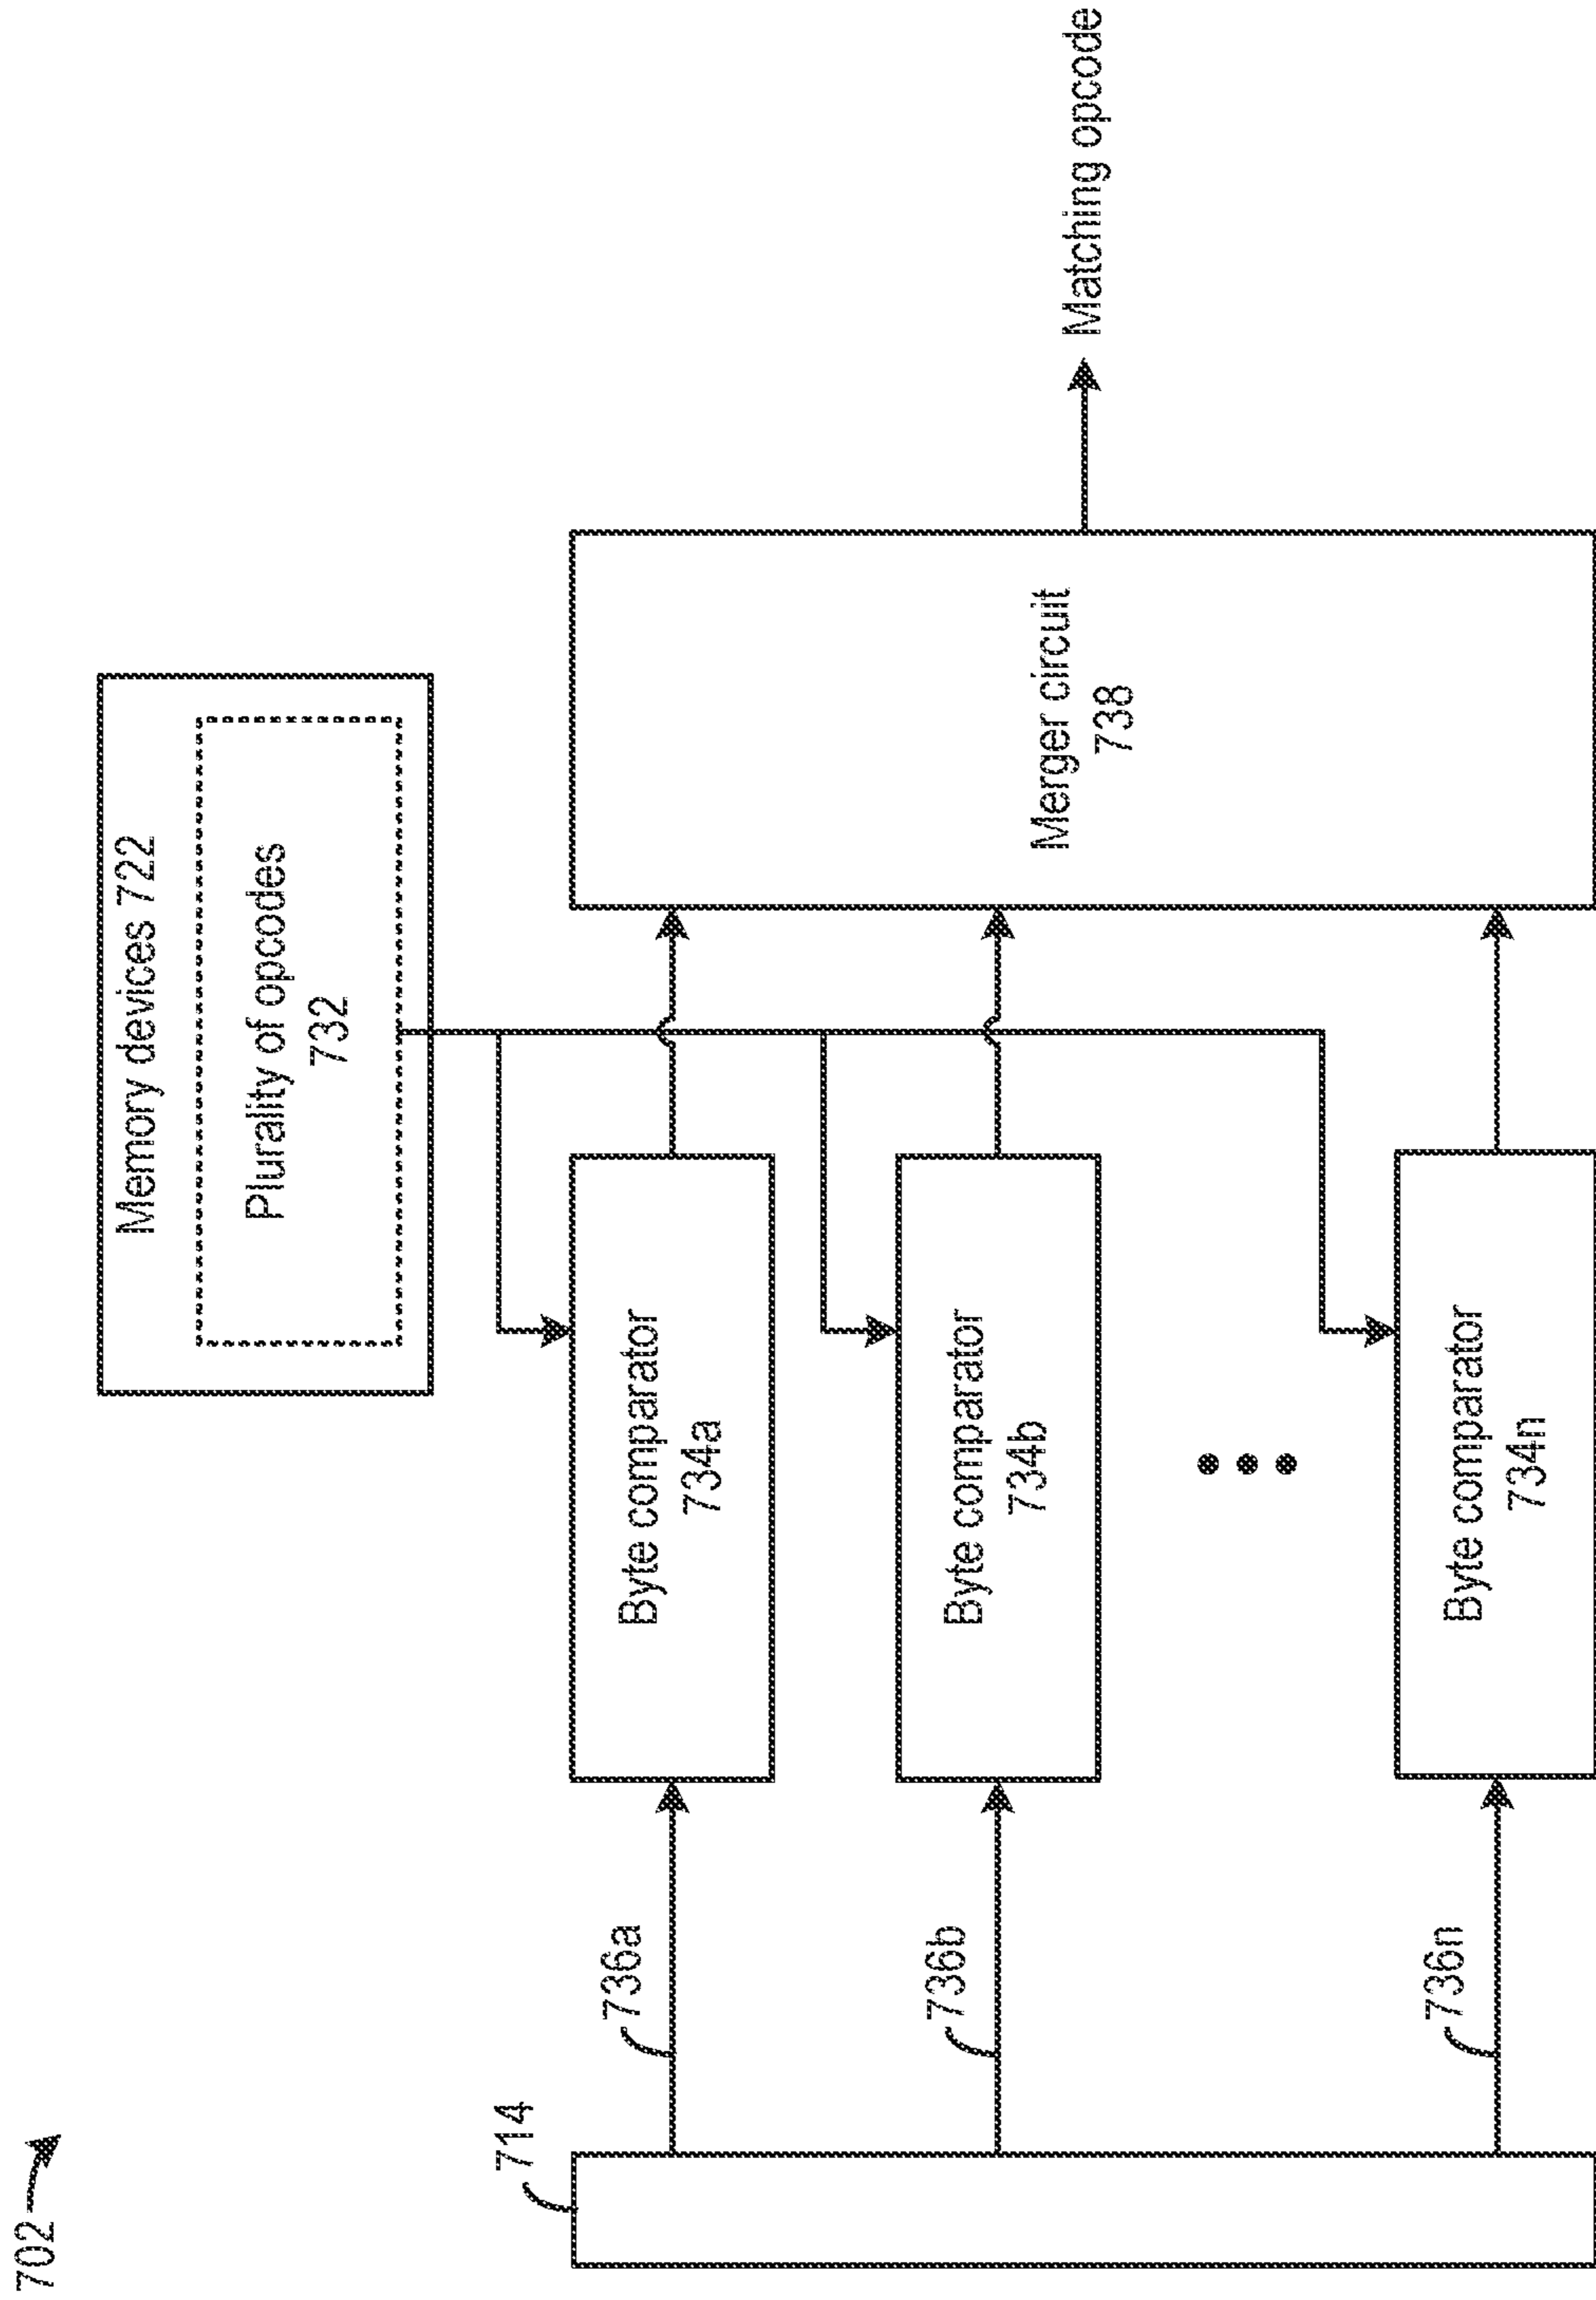 702
Memory devices 722
Plurality of opcodes
732
714
736a
Byte comparator
734a
736b
Byte comparator
734b
736n
Byte comparator
734n
Merger circuit
738
Matching opcode